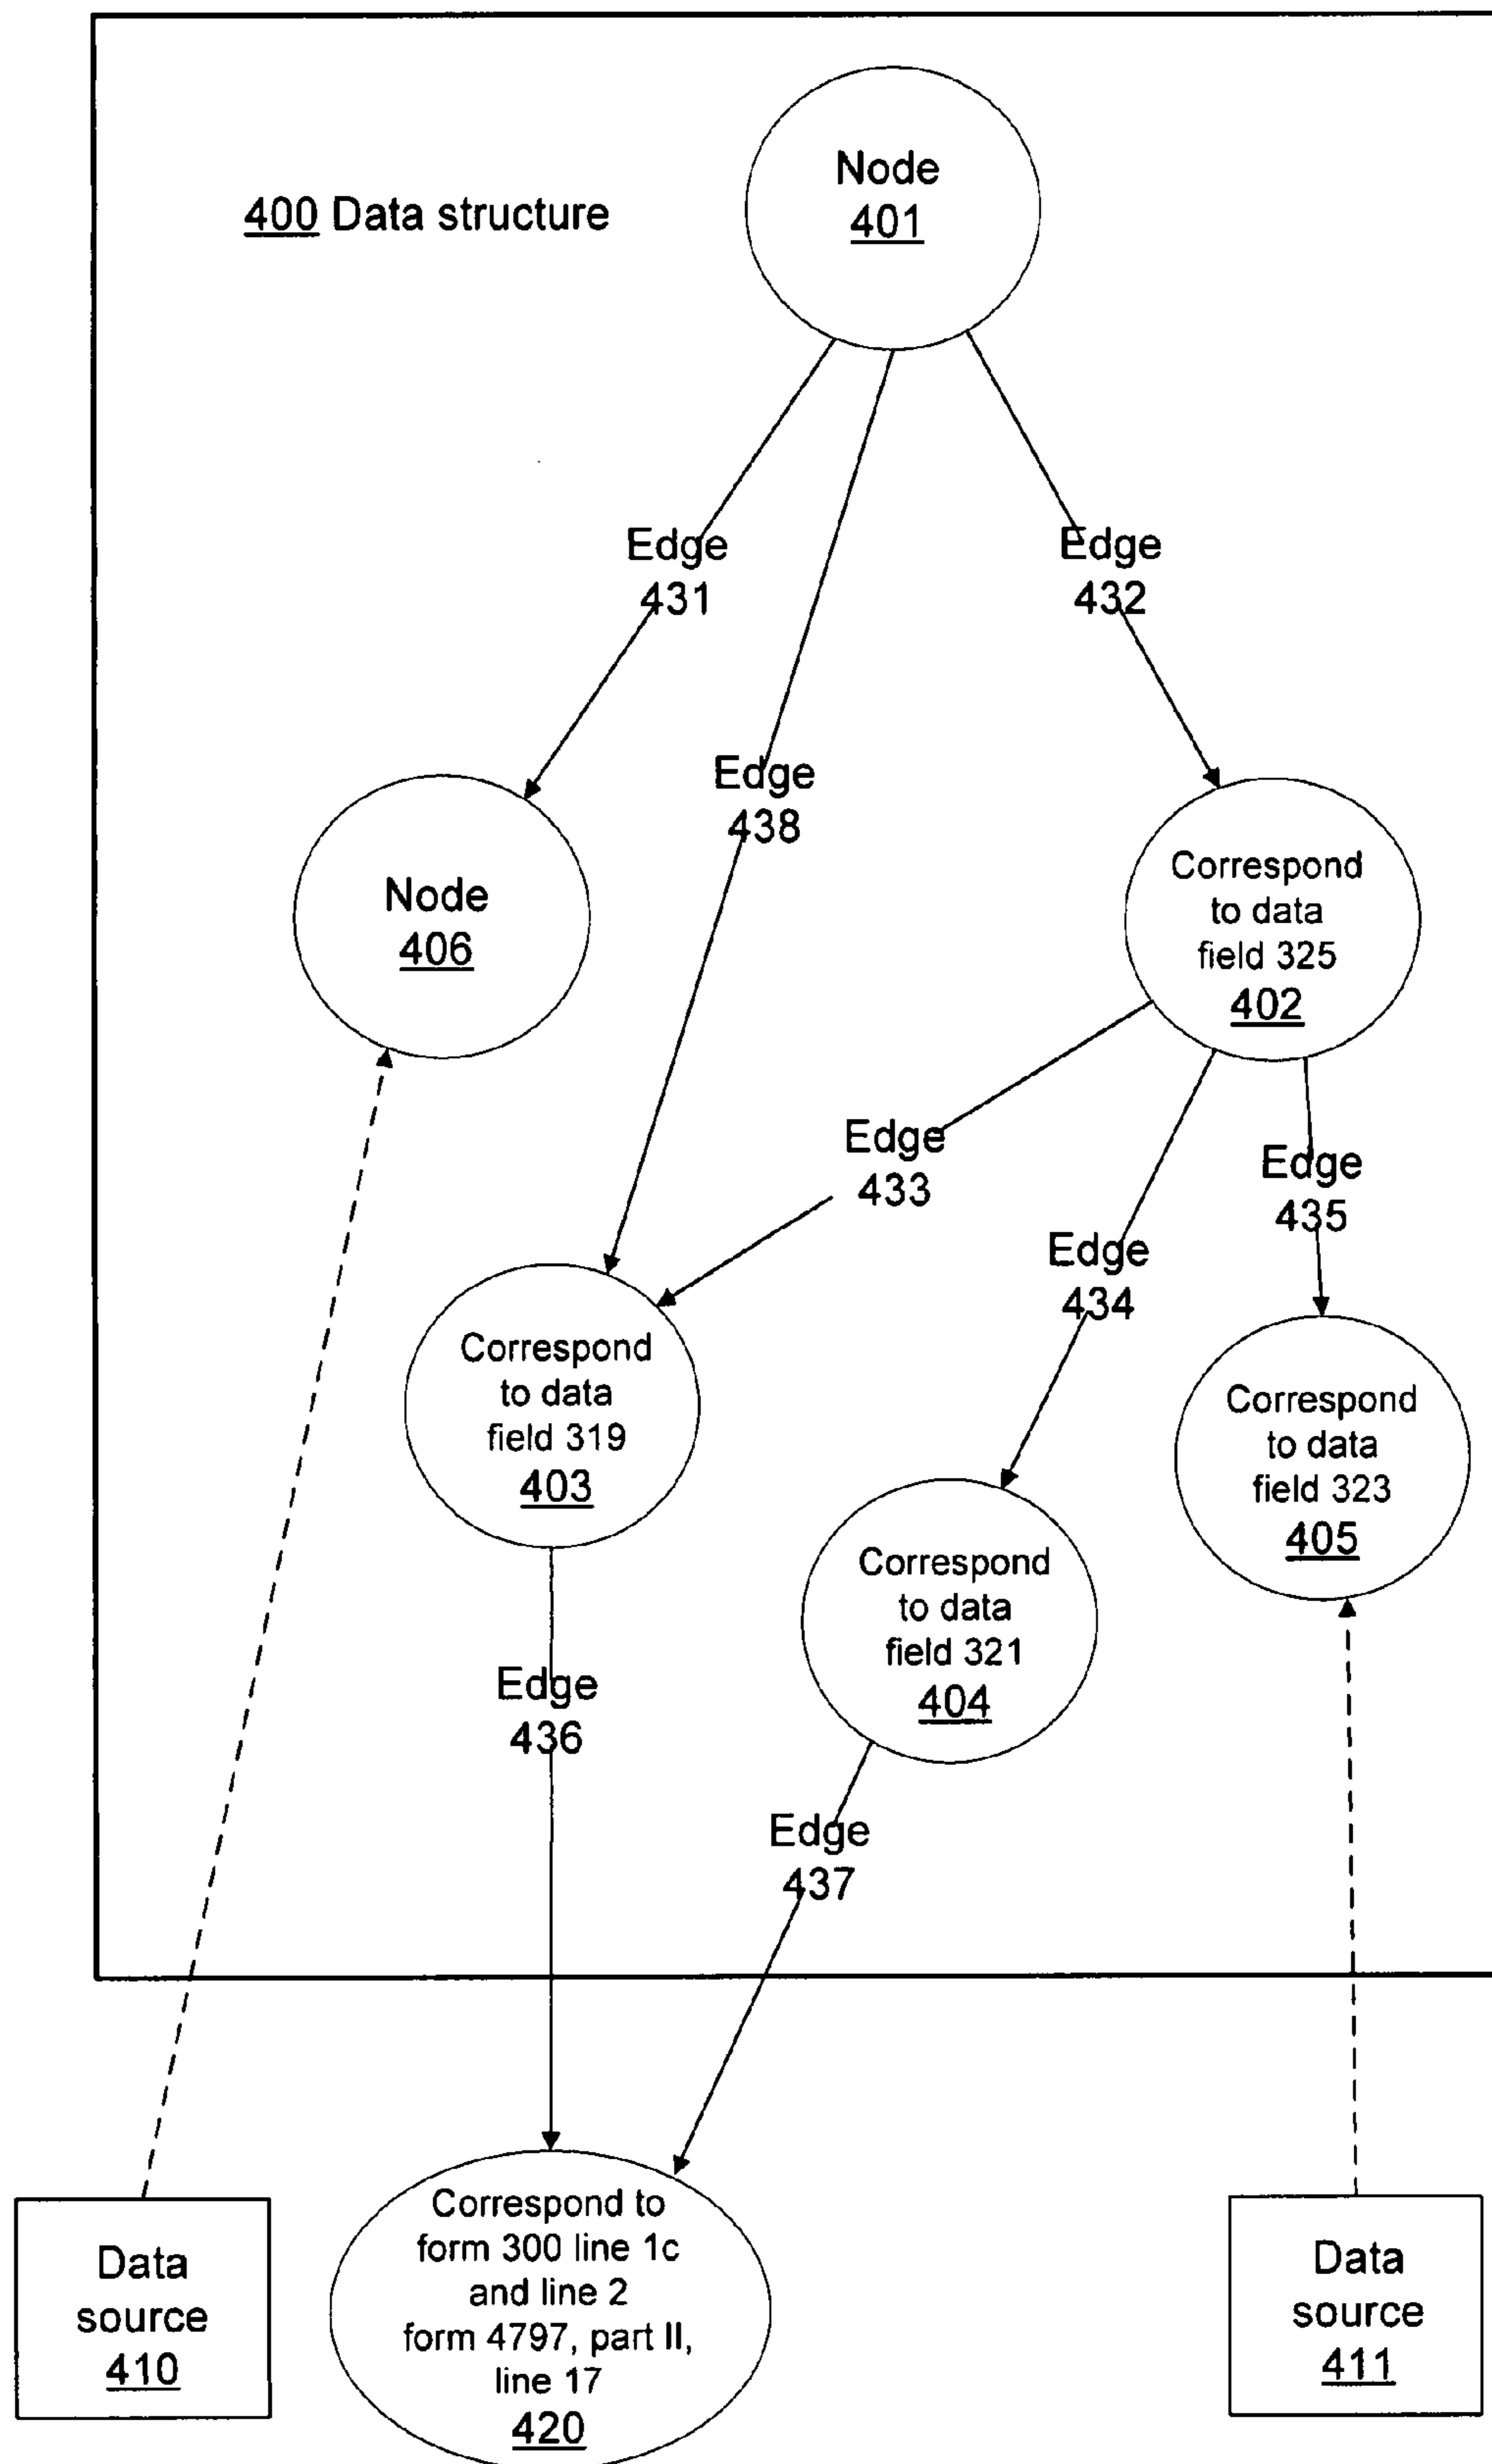 Node
401
400 Data structure
Edge
431
Edge
432
Edge
438
Node
406
Correspond
to data
field 325
402
Edge
433
Edge
435
Edge
434
Correspond
to data
field 319
403
Correspond
to data
field 323
405
Correspond
to data
field 321
404
Edge
436
Edge
437
Correspond to
form 300 line 1c
and line 2
form 4797, part II,
line 17
420
Data
source
410
Data
source
411